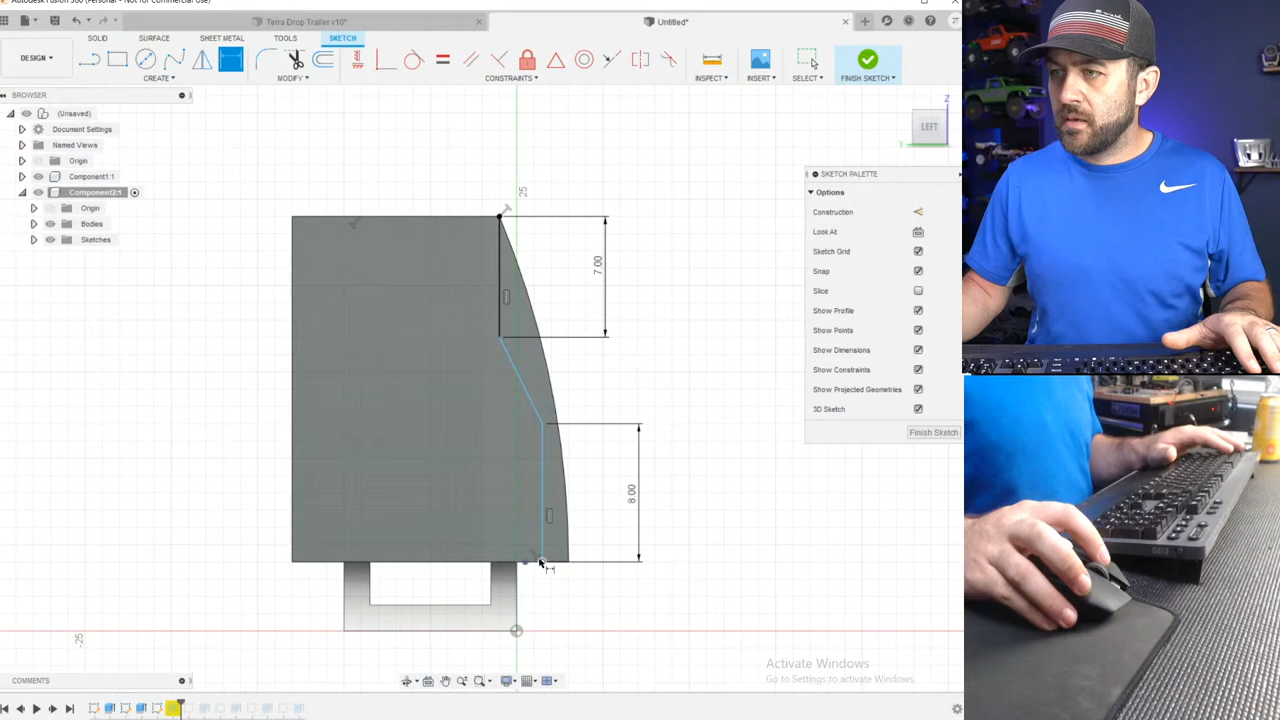 Autodesk Fusion 360 (Personal - Not for Commercial Use)
Terra Drop Trailer v10*
Untitled*
JT
SOLID SURFACE SHEET METAL TOOLS SKETCH
DESIGN
CREATE MODIFY CONSTRAINTS INSPECT INSERT SELECT FINISH SKETCH
BROWSER
(Unsaved)
Document Settings
Named Views
Origin
Component1:1
Component2:1
Origin
Bodies
Sketches
Z
LEFT
Y
SKETCH PALETTE
Options
Construction
Look At
Sketch Grid
Snap
Slice
Show Profile
Show Points
Show Dimensions
Show Constraints
Show Projected Geometries
3D Sketch
Finish Sketch
25
7.00
8.00
-25
Activate Windows
Go to Settings to activate Windows.
COMMENTS